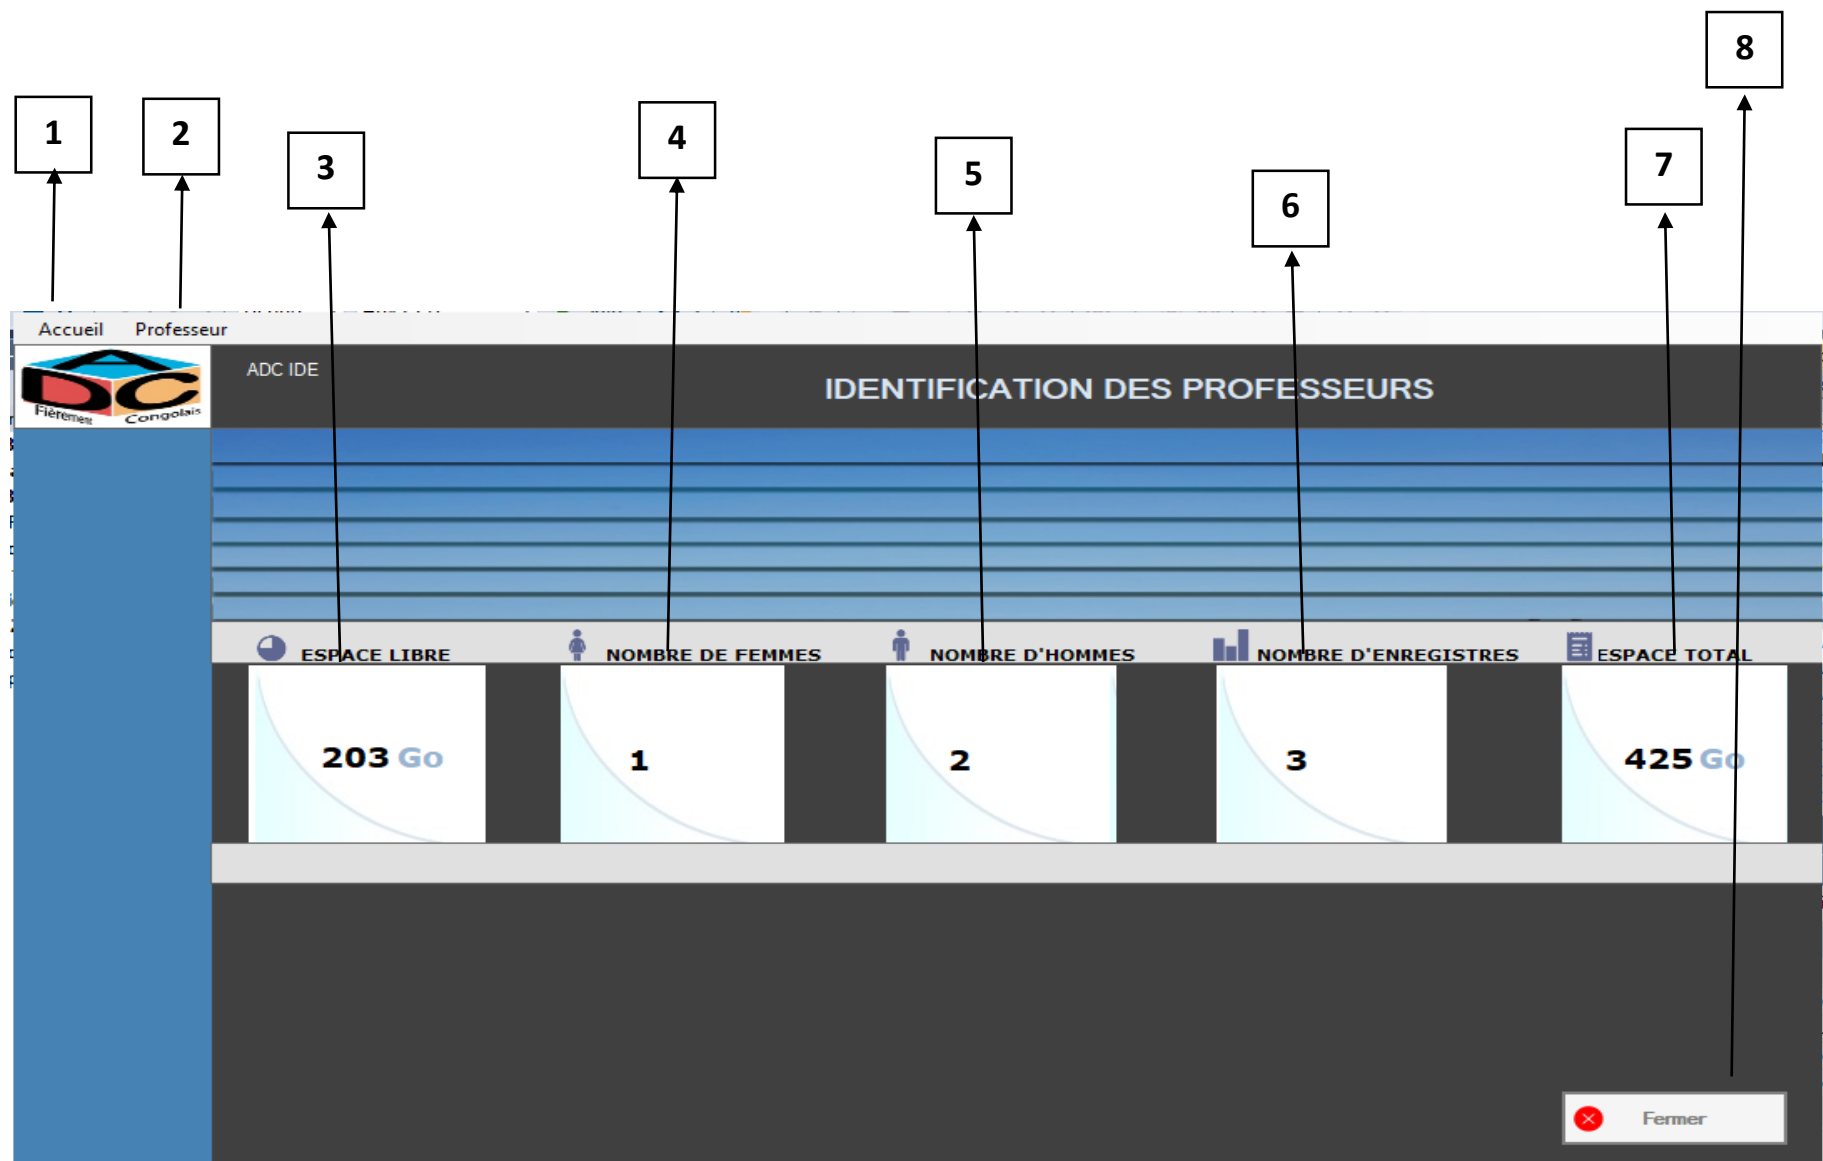 8
1
2
3
4
5
6
7
Accueil Professeur
ADC
Fièrement Congolais
ADC IDE
IDENTIFICATION DES PROFESSEURS
ESPACE LIBRE
NOMBRE DE FEMMES
NOMBRE D'HOMMES
NOMBRE D'ENREGISTRES
ESPACE TOTAL
203 Go
1
2
3
425 Go
Fermer